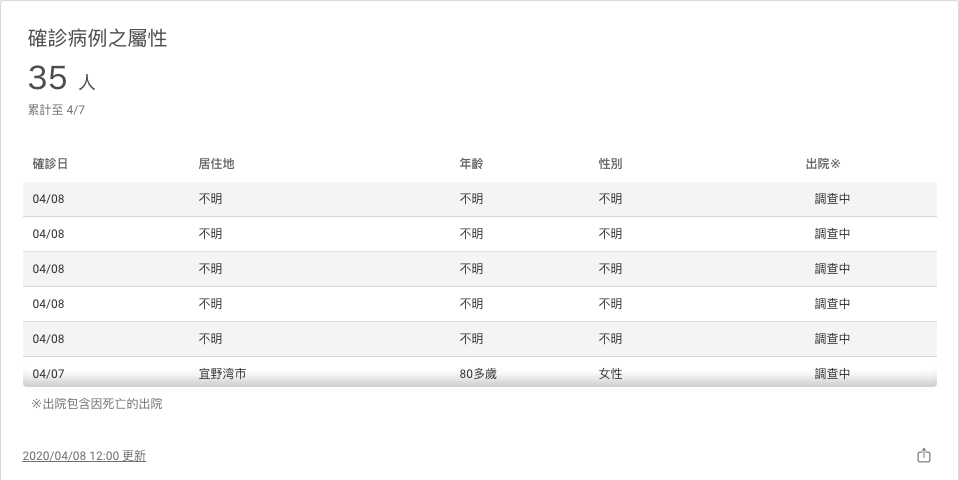 確診病例之屬性
35 人
累計至 4/7
確診日 居住地 年齡 性別 出院※
04/08 不明 不明 不明 調查中
04/08 不明 不明 不明 調查中
04/08 不明 不明 不明 調查中
04/08 不明 不明 不明 調查中
04/08 不明 不明 不明 調查中
04/07 宜野湾市 80多歲 女性 調查中
※出院包含因死亡的出院
2020/04/08 12:00 更新